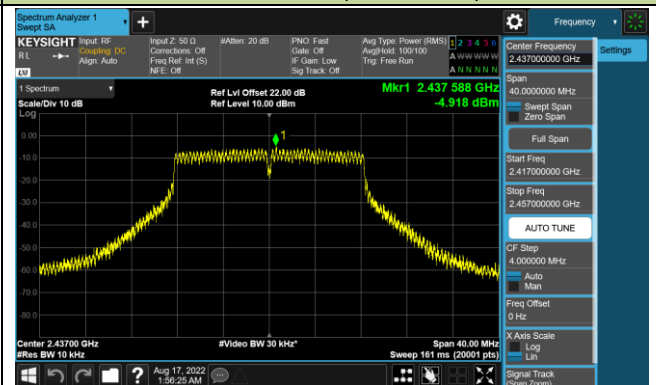 Spectrum Analyzer 1
Swept SA
Frequency
KEYSIGHT
RL
LXI
Input: RF
Coupling: DC
Align: Auto
Input Z: 50 Ω
Corrections: Off
Freq Ref: Int (S)
NFE: Off
#Atten: 20 dB
PNO: Fast
Gate: Off
IF Gain: Low
Sig Track: Off
Avg Type: Power (RMS)
Avg|Hold: 100/100
Trig: Free Run
1 2 3 4 5 6
A W W W W W
A N N N N N
Center Frequency
2.437000000 GHz
Settings
Span
40.0000000 MHz
Swept Span
Zero Span
Full Span
Start Freq
2.417000000 GHz
Stop Freq
2.457000000 GHz
AUTO TUNE
CF Step
4.000000 MHz
Auto
Man
Freq Offset
0 Hz
X Axis Scale
Log
Lin
Signal Track
(Span Zoom)
1 Spectrum
Scale/Div 10 dB
Log
Ref Lvl Offset 22.00 dB
Ref Level 10.00 dBm
Mkr1 2.437 588 GHz
-4.918 dBm
1
0.00
-10.0
-20.0
-30.0
-40.0
-50.0
-60.0
-70.0
-80.0
Center 2.43700 GHz
#Res BW 10 kHz
#Video BW 30 kHz*
Span 40.00 MHz
Sweep 161 ms (20001 pts)
?
Aug 17, 2022
1:56:25 AM